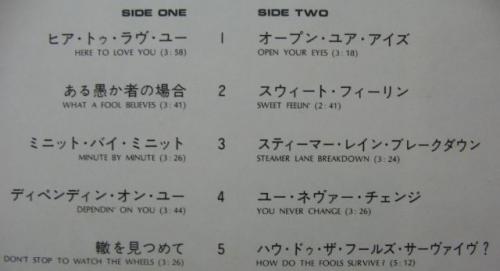 SIDE ONE
ヒア・トゥ・ラヴ・ユー
HERE TO LOVE YOU (3:58)
ある愚か者の場合
WHAT A FOOL BELIEVES (3:41)
ミニット・バイ・ミニット
MINUTE BY MINUTE (3:26)
ディペンディン・オン・ユー
DEPENDIN' ON YOU (3:44)
轍を見つめて
DON'T STOP TO WATCH THE WHEELS (3:26)
1
2
3
4
5
SIDE TWO
オープン・ユア・アイズ
OPEN YOUR EYES (3:18)
スウィート・フィーリン
SWEET FEELIN' (2:41)
スティーマー・レイン・ブレークダウン
STEAMER LANE BREAKDOWN (3:24)
ユー・ネヴァー・チェンジ
YOU NEVER CHANGE (3:26)
ハウ・ドゥ・ザ・フールズ・サーヴァイヴ?
HOW DO THE FOOLS SURVIVE? (5:12)